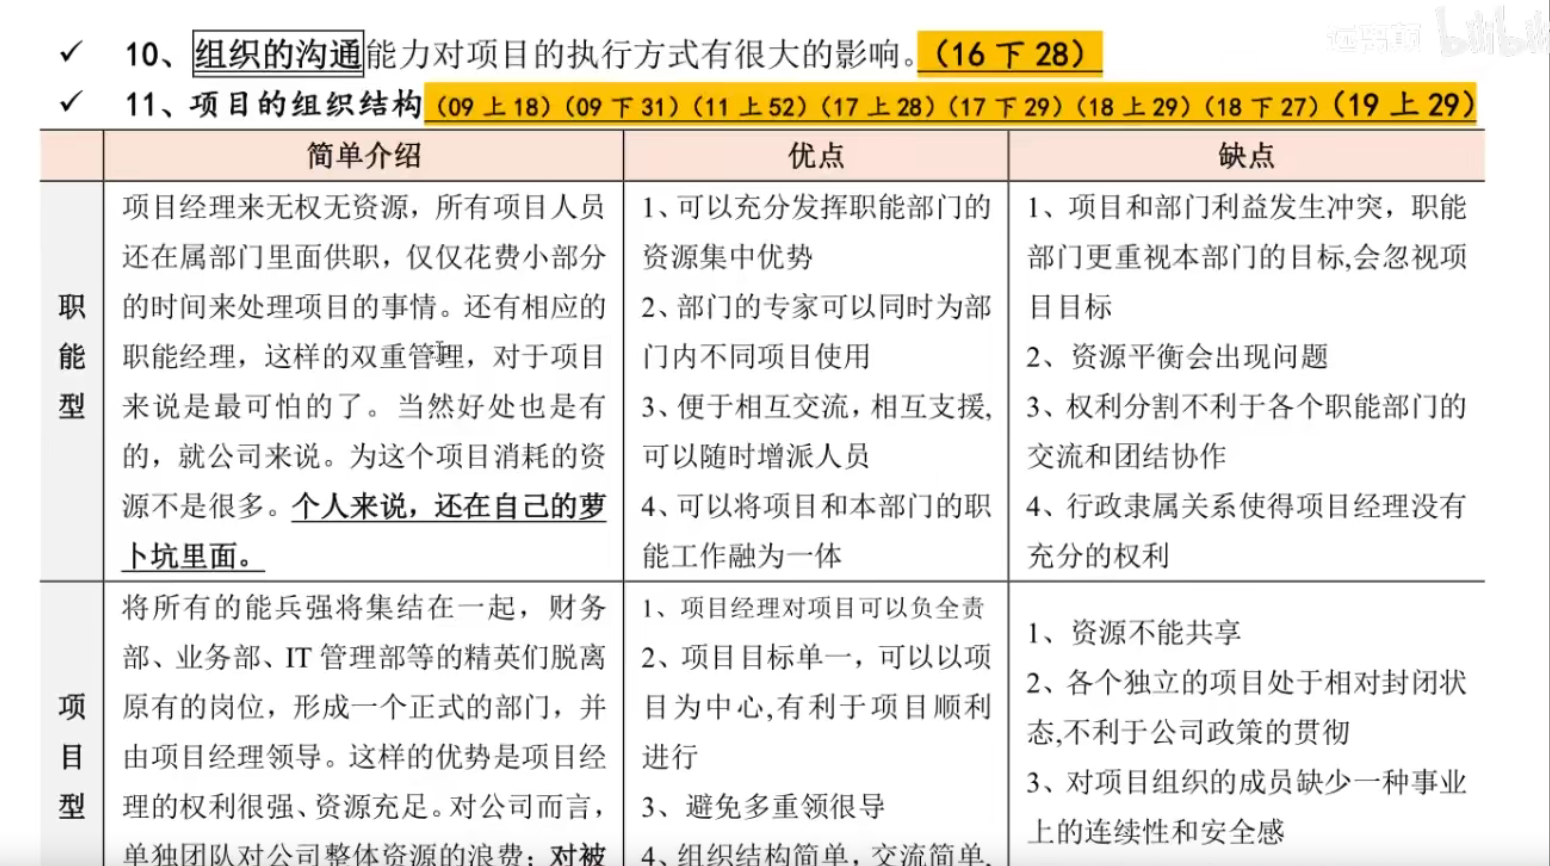 ✓ 10、组织的沟通能力对项目的执行方式有很大的影响。（16 下 28）
✓ 11、项目的组织结构（09 上 18）（09 下 31）（11 上 52）（17 上 28）（17 下 29）（18 上 29）（18 下 27）（19 上 29）
简单介绍
优点
缺点
职
能
型
项目经理来无权无资源，所有项目人员
还在属部门里面供职，仅仅花费小部分
的时间来处理项目的事情。还有相应的
职能经理，这样的双重管理，对于项目
来说是最可怕的了。当然好处也是有
的，就公司来说。为这个项目消耗的资
源不是很多。个人来说，还在自己的萝
卜坑里面。
1、可以充分发挥职能部门的
资源集中优势
2、部门的专家可以同时为部
门内不同项目使用
3、便于相互交流，相互支援,
可以随时增派人员
4、可以将项目和本部门的职
能工作融为一体
1、项目和部门利益发生冲突，职能
部门更重视本部门的目标,会忽视项
目目标
2、资源平衡会出现问题
3、权利分割不利于各个职能部门的
交流和团结协作
4、行政隶属关系使得项目经理没有
充分的权利
项
目
型
将所有的能兵强将集结在一起，财务
部、业务部、IT 管理部等的精英们脱离
原有的岗位，形成一个正式的部门，并
由项目经理领导。这样的优势是项目经
理的权利很强、资源充足。对公司而言，
单独团队对公司整体资源的浪费；对被
1、项目经理对项目可以负全责
2、项目目标单一，可以以项
目为中心,有利于项目顺利
进行
3、避免多重领很导
4、组织结构简单，交流简单,
1、资源不能共享
2、各个独立的项目处于相对封闭状
态,不利于公司政策的贯彻
3、对项目组织的成员缺少一种事业
上的连续性和安全感